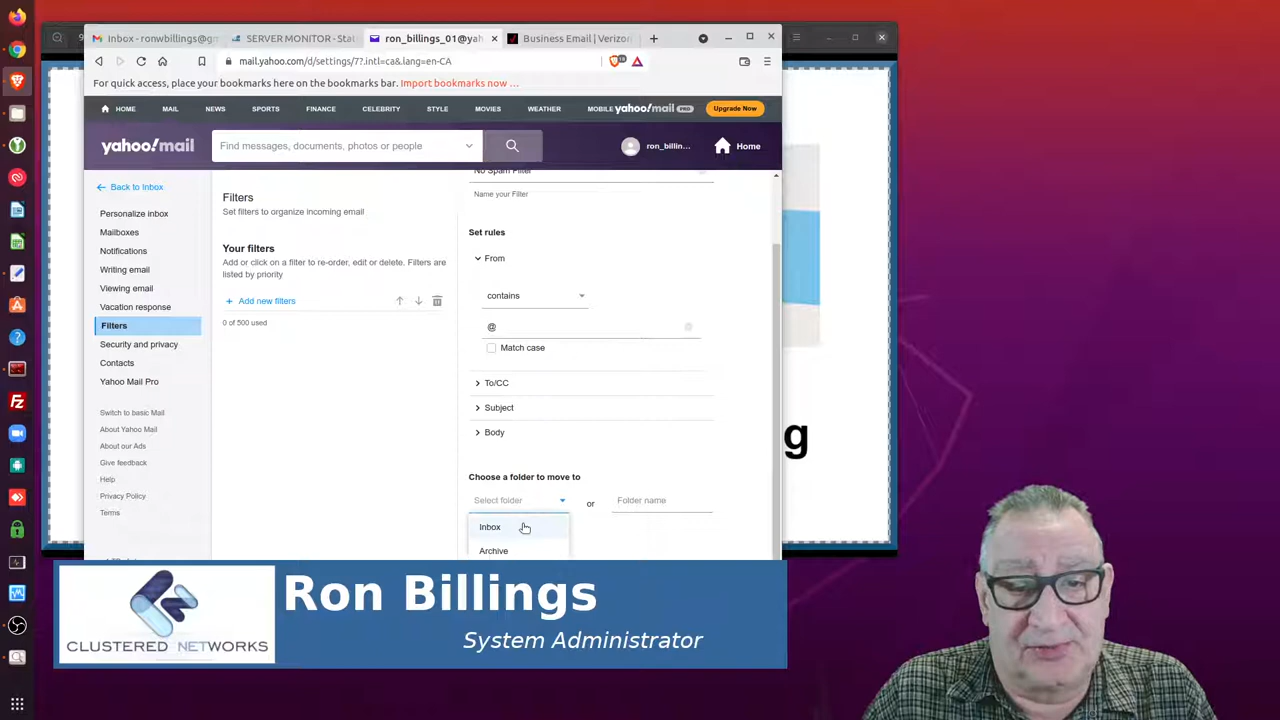 Inbox - ronwbillings@gm
SERVER MONITOR - Stat
ron_billings_01@yah
Business Email | Verizon
mail.yahoo.com/d/settings/7?.intl=ca&.lang=en-CA
For quick access, place your bookmarks here on the bookmarks bar. Import bookmarks now …
HOME MAIL NEWS SPORTS FINANCE CELEBRITY STYLE MOVIES WEATHER MOBILE yahoo!mail PRO Upgrade Now
yahoo!mail
Find messages, documents, photos or people
ron_billin...
Home
Back to Inbox
Personalize inbox
Mailboxes
Notifications
Writing email
Viewing email
Vacation response
Filters
Security and privacy
Contacts
Yahoo Mail Pro
Switch to basic Mail
About Yahoo Mail
About our Ads
Give feedback
Help
Privacy Policy
Terms
Filters
Set filters to organize incoming email
Your filters
Add or click on a filter to re-order, edit or delete. Filters are
listed by priority
+ Add new filters
0 of 500 used
No Spam Filter
Name your Filter
Set rules
From
contains
@
Match case
To/CC
Subject
Body
Choose a folder to move to
Select folder or Folder name
Inbox
Archive
g
CLUSTERED NETWORKS
Ron Billings
System Administrator